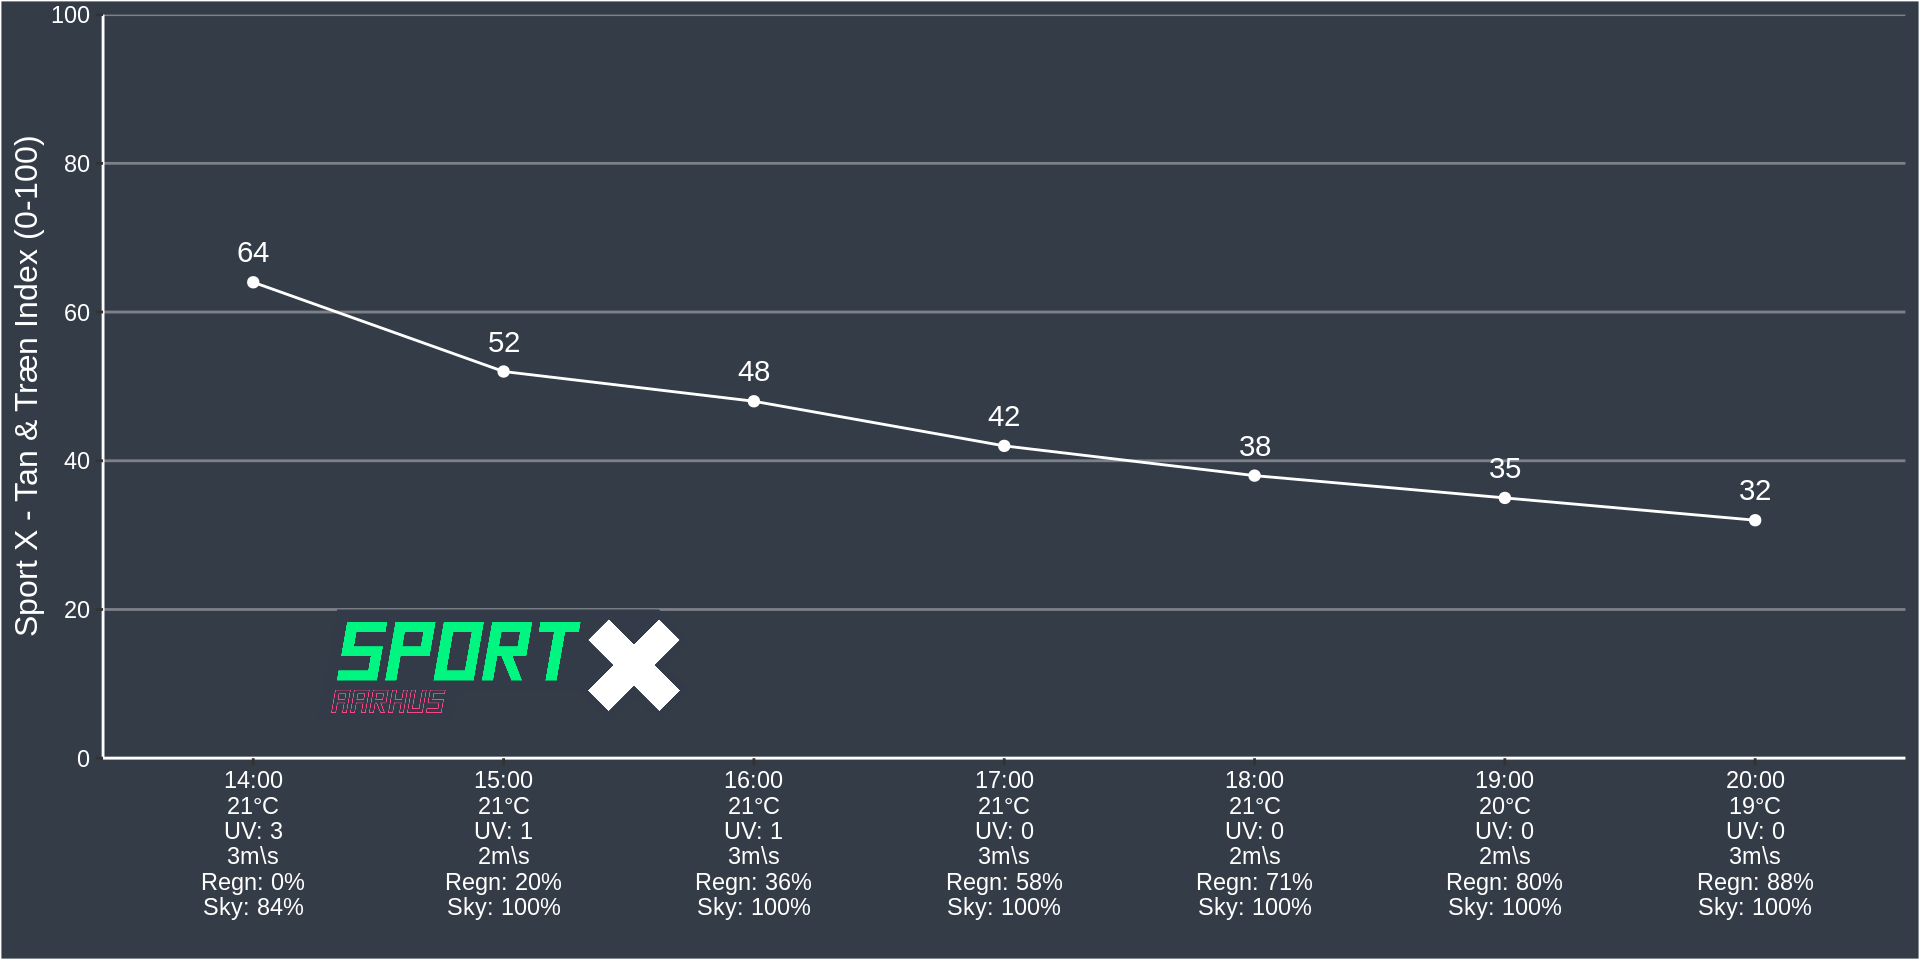 Sport X - Tan & Træn Index (0-100)
100
80
60
40
20
0
64
52
48
42
38
35
32
SPORT X
AARHUS
14:00
21°C
UV: 3
3m\s
Regn: 0%
Sky: 84%
15:00
21°C
UV: 1
2m\s
Regn: 20%
Sky: 100%
16:00
21°C
UV: 1
3m\s
Regn: 36%
Sky: 100%
17:00
21°C
UV: 0
3m\s
Regn: 58%
Sky: 100%
18:00
21°C
UV: 0
2m\s
Regn: 71%
Sky: 100%
19:00
20°C
UV: 0
2m\s
Regn: 80%
Sky: 100%
20:00
19°C
UV: 0
3m\s
Regn: 88%
Sky: 100%